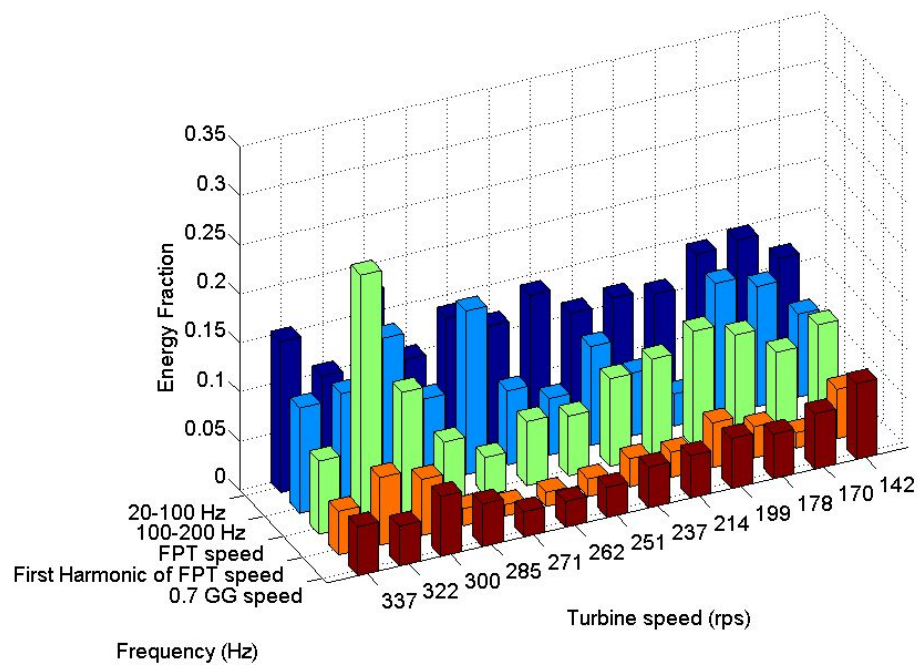 0.35
0.3
0.25
0.2
0.15
0.1
0.05
0
Energy Fraction
20-100 Hz
100-200 Hz
FPT speed
First Harmonic of FPT speed
0.7 GG speed
Frequency (Hz)
337
322
300
285
271
262
251
237
214
199
178
170
142
Turbine speed (rps)